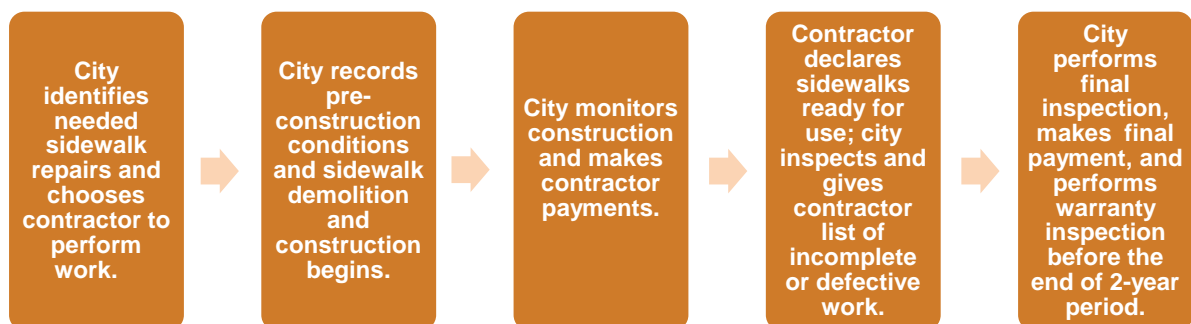 City
identifies
needed
sidewalk
repairs and
chooses
contractor to
perform
work.
City records
pre-
construction
conditions
and sidewalk
demolition
and
construction
begins.
City monitors
construction
and makes
contractor
payments.
Contractor
declares
sidewalks
ready for
use; city
inspects and
gives
contractor
list of
incomplete
or defective
work.
City
performs
final
inspection,
makes final
payment, and
performs
warranty
inspection
before the
end of 2-year
period.